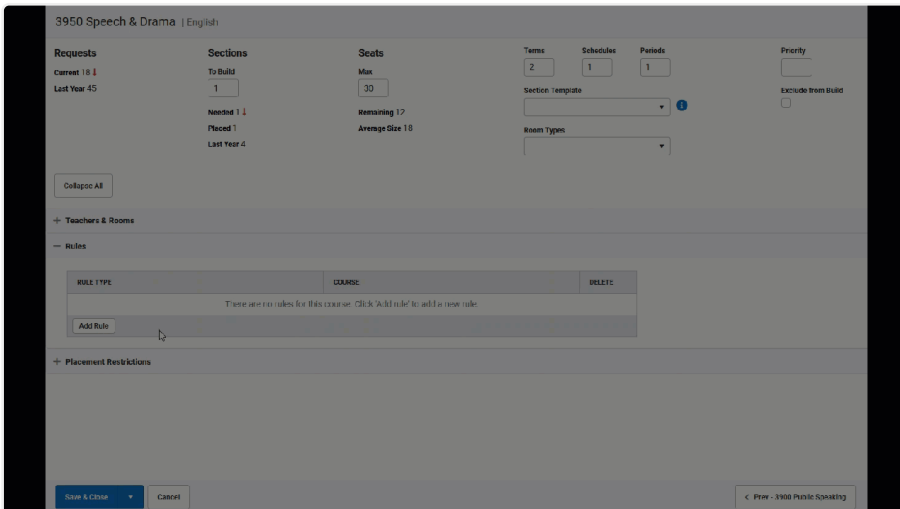 3950 Speech & Drama | English
Requests
Current 18 ↓
Last Year 45
Sections
To Build
1
Needed 1 ↓
Placed 1
Last Year 4
Seats
Max
30
Remaining 12
Average Size 18
Terms
2
Schedules
1
Periods
1
Section Template
Room Types
Priority
Exclude from Build
Collapse All
Teachers & Rooms
Rules
RULE TYPE COURSE DELETE
There are no rules for this course. Click 'Add rule' to add a new rule.
Add Rule
Placement Restrictions
Save & Close
Cancel
< Prev - 3900 Public Speaking